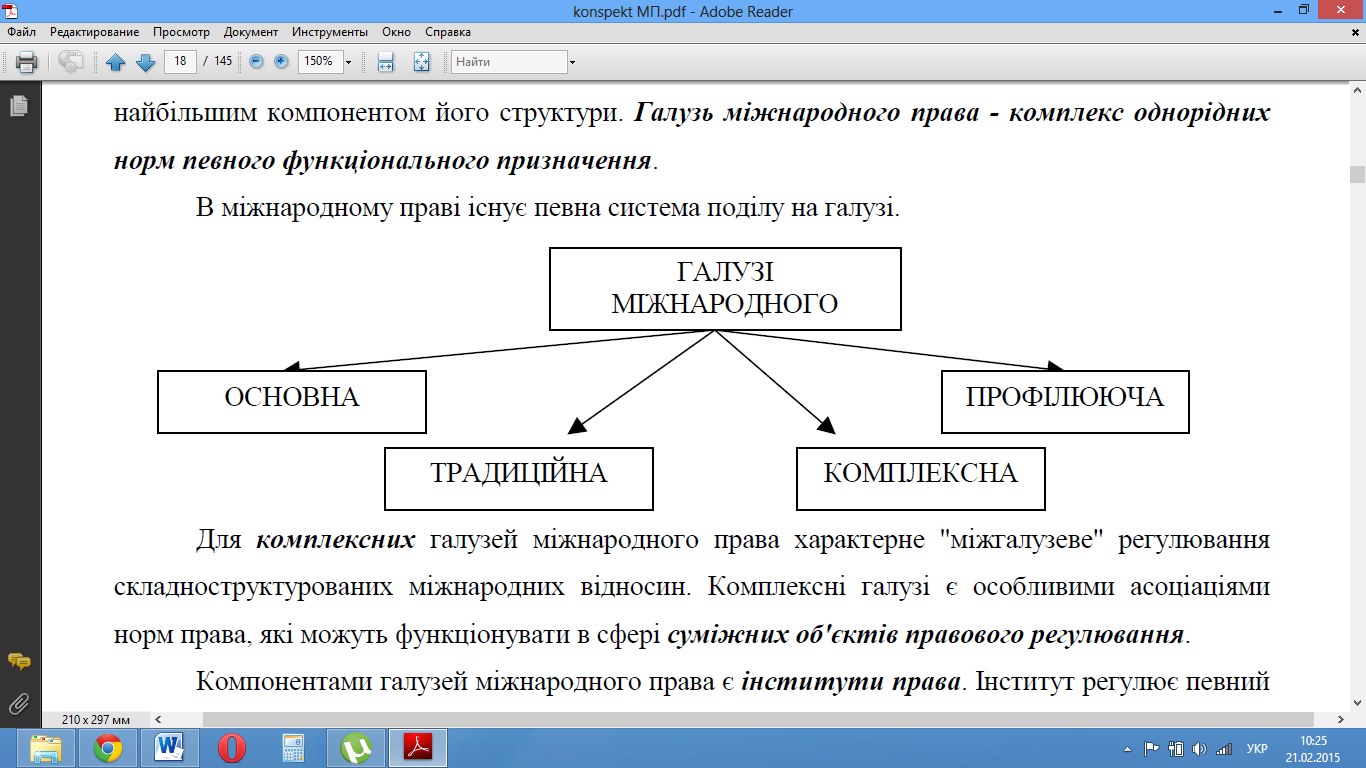 konspekt МП.pdf - Adobe Reader
Файл Редактирование Просмотр Документ Инструменты Окно Справка
18 / 145 150% Найти
найбільшим компонентом його структури. Галузь міжнародного права - комплекс однорідних
норм певного функціонального призначення.
В міжнародному праві існує певна система поділу на галузі.
ГАЛУЗІ
МІЖНАРОДНОГО
ОСНОВНА
ПРОФІЛЮЮЧА
ТРАДИЦІЙНА
КОМПЛЕКСНА
Для комплексних галузей міжнародного права характерне "міжгалузеве" регулювання
складноструктурованих міжнародних відносин. Комплексні галузі є особливими асоціаціями
норм права, які можуть функціонувати в сфері суміжних об'єктів правового регулювання.
Компонентами галузей міжнародного права є інститути права. Інститут регулює певний
210 x 297 мм
УКР
10:25
21.02.2015